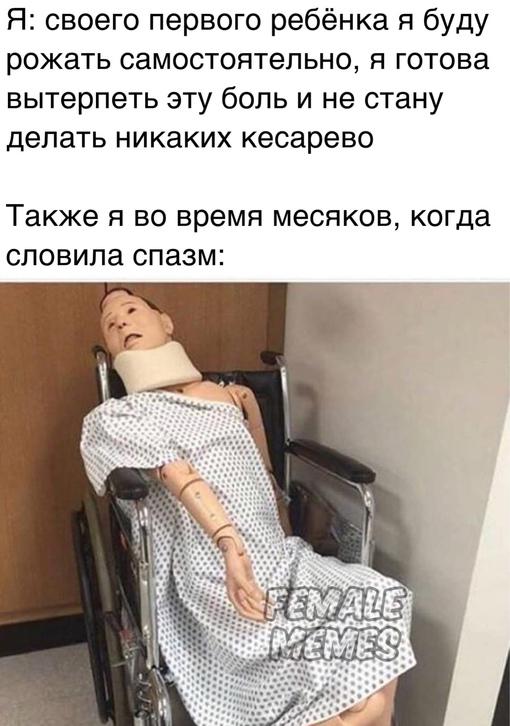 Я: своего первого ребёнка я буду
рожать самостоятельно, я готова
вытерпеть эту боль и не стану
делать никаких кесарево
Также я во время месяков, когда
словила спазм:
FEMALE
MEMES